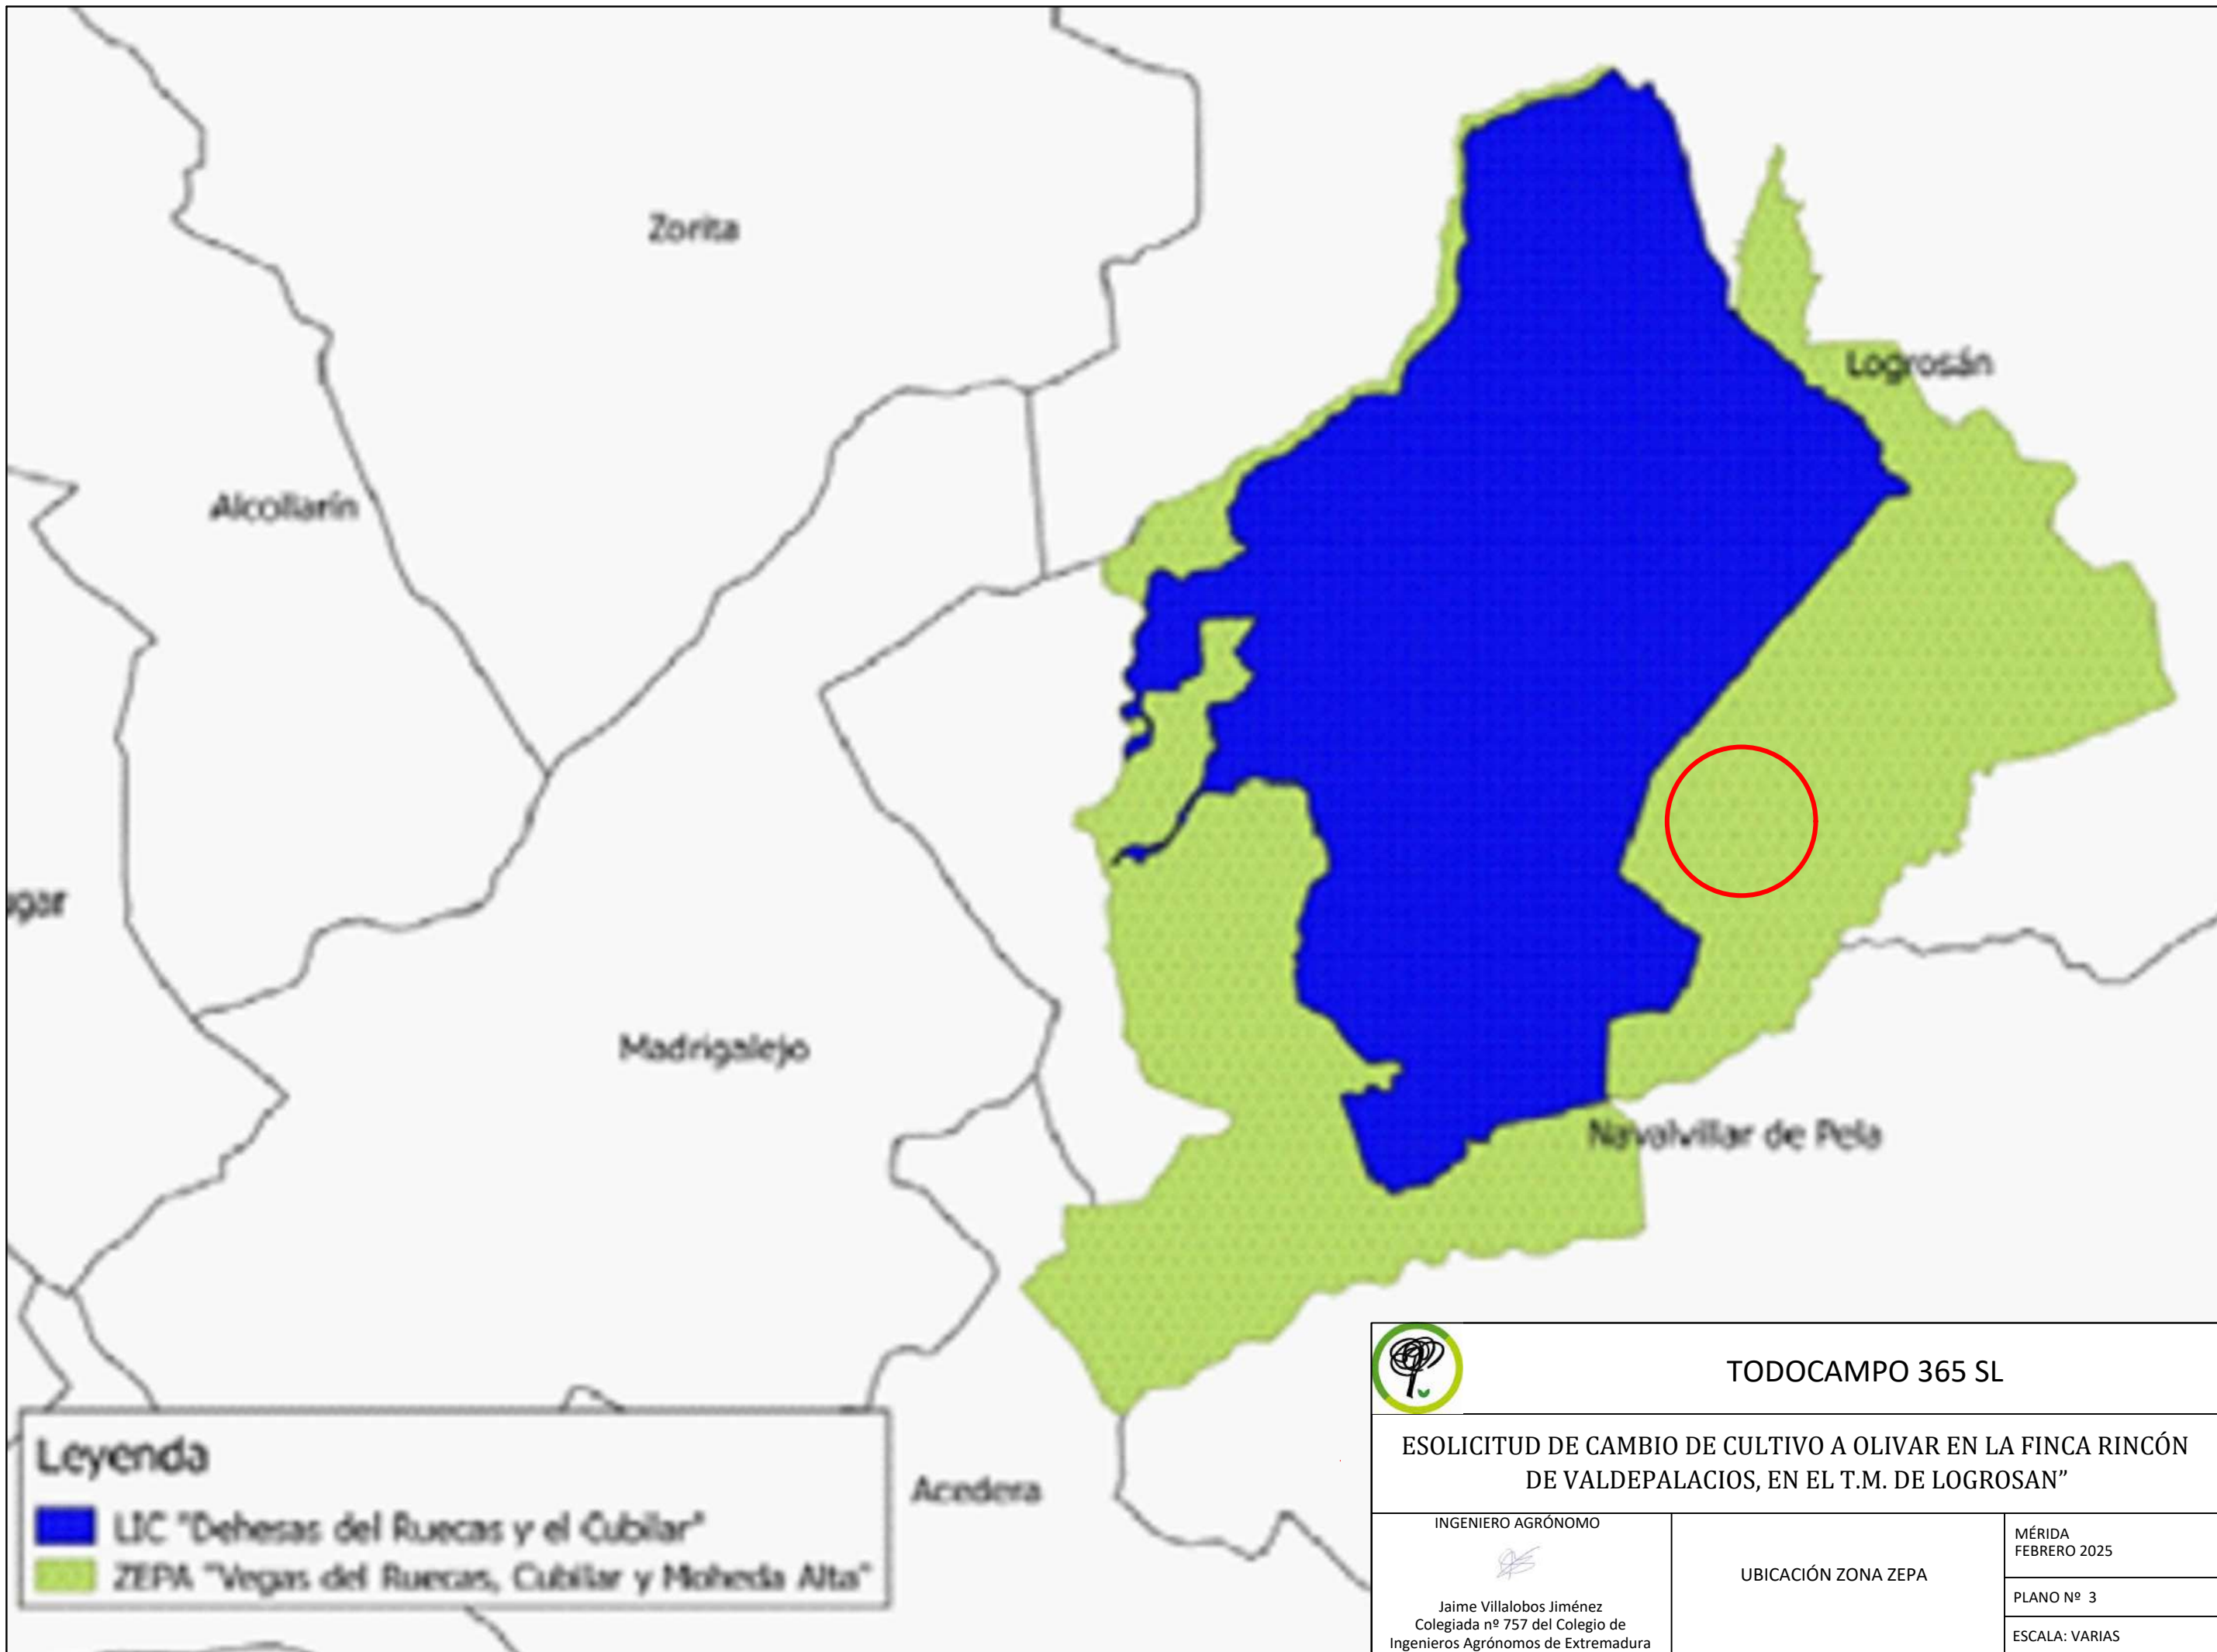 Zorita
Logrosán
Alcollarín
Madrigalejo
Navalvillar de Pela
Acedera
Leyenda
LIC "Dehesas del Ruecas y el Cubilar"
ZEPA "Vegas del Ruecas, Cubilar y Moheda Alta"
TODOCAMPO 365 SL
ESOLICITUD DE CAMBIO DE CULTIVO A OLIVAR EN LA FINCA RINCÓN
DE VALDEPALACIOS, EN EL T.M. DE LOGROSAN”
INGENIERO AGRÓNOMO
Jaime Villalobos Jiménez
Colegiada nº 757 del Colegio de
Ingenieros Agrónomos de Extremadura
UBICACIÓN ZONA ZEPA
MÉRIDA
FEBRERO 2025
PLANO Nº 3
ESCALA: VARIAS